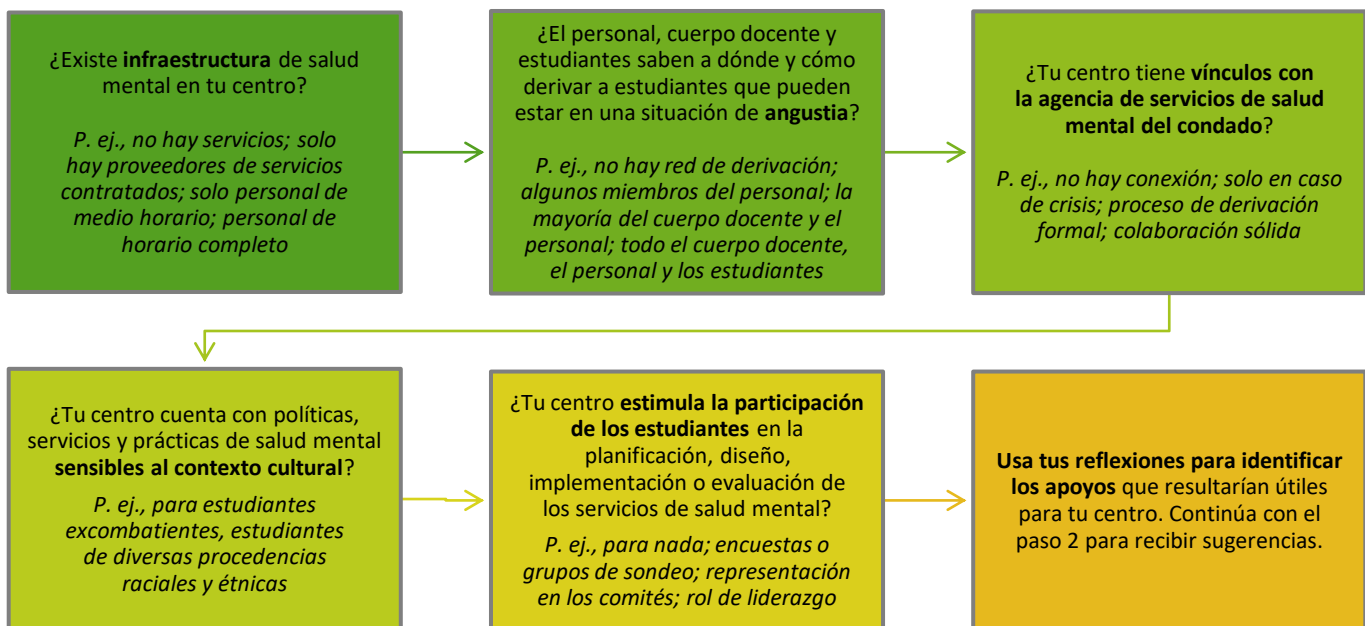 ¿Existe infraestructura de salud
mental en tu centro?
P. ej., no hay servicios; solo
hay proveedores de servicios
contratados; solo personal de
medio horario; personal de
horario completo
¿El personal, cuerpo docente y
estudiantes saben a dónde y cómo
derivar a estudiantes que pueden
estar en una situación de angustia?
P. ej., no hay red de derivación;
algunos miembros del personal; la
mayoría del cuerpo docente y el
personal; todo el cuerpo docente,
el personal y los estudiantes
¿Tu centro tiene vínculos con
la agencia de servicios de salud
mental del condado?
P. ej., no hay conexión; solo en caso
de crisis; proceso de derivación
formal; colaboración sólida
¿Tu centro cuenta con políticas,
servicios y prácticas de salud mental
sensibles al contexto cultural?
P. ej., para estudiantes
excombatientes, estudiantes
de diversas procedencias
raciales y étnicas
¿Tu centro estimula la participación
de los estudiantes en la
planificación, diseño,
implementación o evaluación de
los servicios de salud mental?
P. ej., para nada; encuestas o
grupos de sondeo; representación
en los comités; rol de liderazgo
Usa tus reflexiones para identificar
los apoyos que resultarían útiles
para tu centro. Continúa con el
paso 2 para recibir sugerencias.